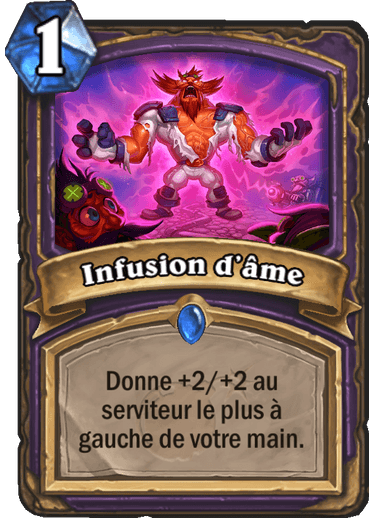 1
Infusion d'âme
Donne +2/+2 au
serviteur le plus à
gauche de votre main.